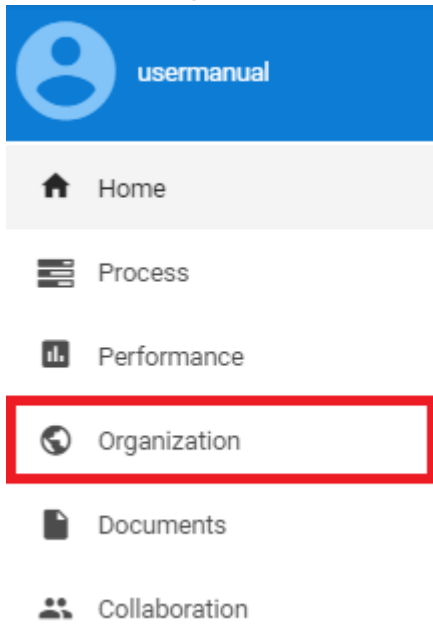 usermanual
Home
Process
Performance
Organization
Documents
Collaboration